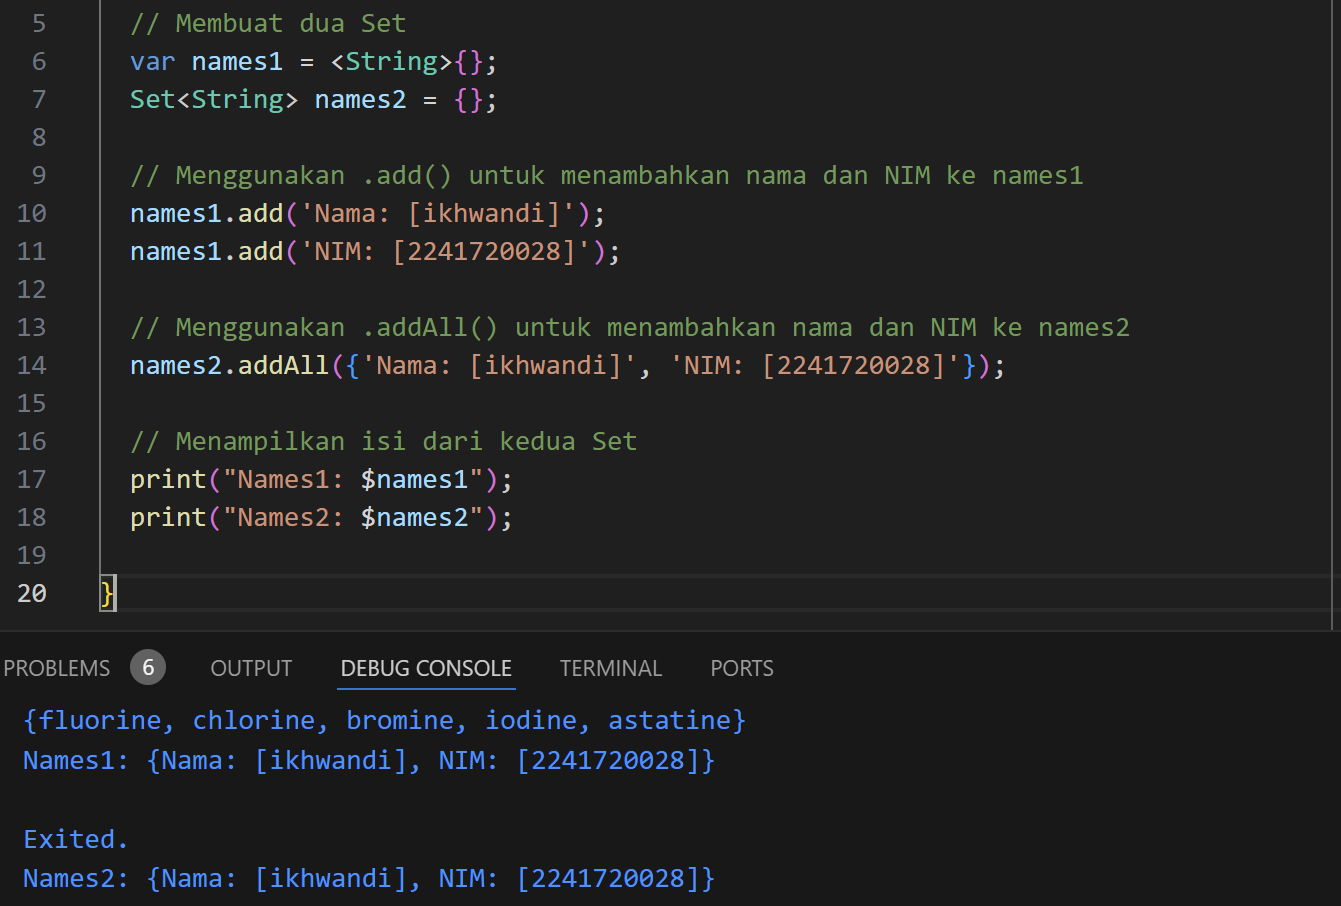 5 // Membuat dua Set
6 var names1 = <String>{};
7 Set<String> names2 = {};
8
9 // Menggunakan .add() untuk menambahkan nama dan NIM ke names1
10 names1.add('Nama: [ikhwandi]');
11 names1.add('NIM: [2241720028]');
12
13 // Menggunakan .addAll() untuk menambahkan nama dan NIM ke names2
14 names2.addAll({'Nama: [ikhwandi]', 'NIM: [2241720028]'});
15
16 // Menampilkan isi dari kedua Set
17 print("Names1: $names1");
18 print("Names2: $names2");
19
20 }
PROBLEMS 6 OUTPUT DEBUG CONSOLE TERMINAL PORTS
{fluorine, chlorine, bromine, iodine, astatine}
Names1: {Nama: [ikhwandi], NIM: [2241720028]}
Exited.
Names2: {Nama: [ikhwandi], NIM: [2241720028]}